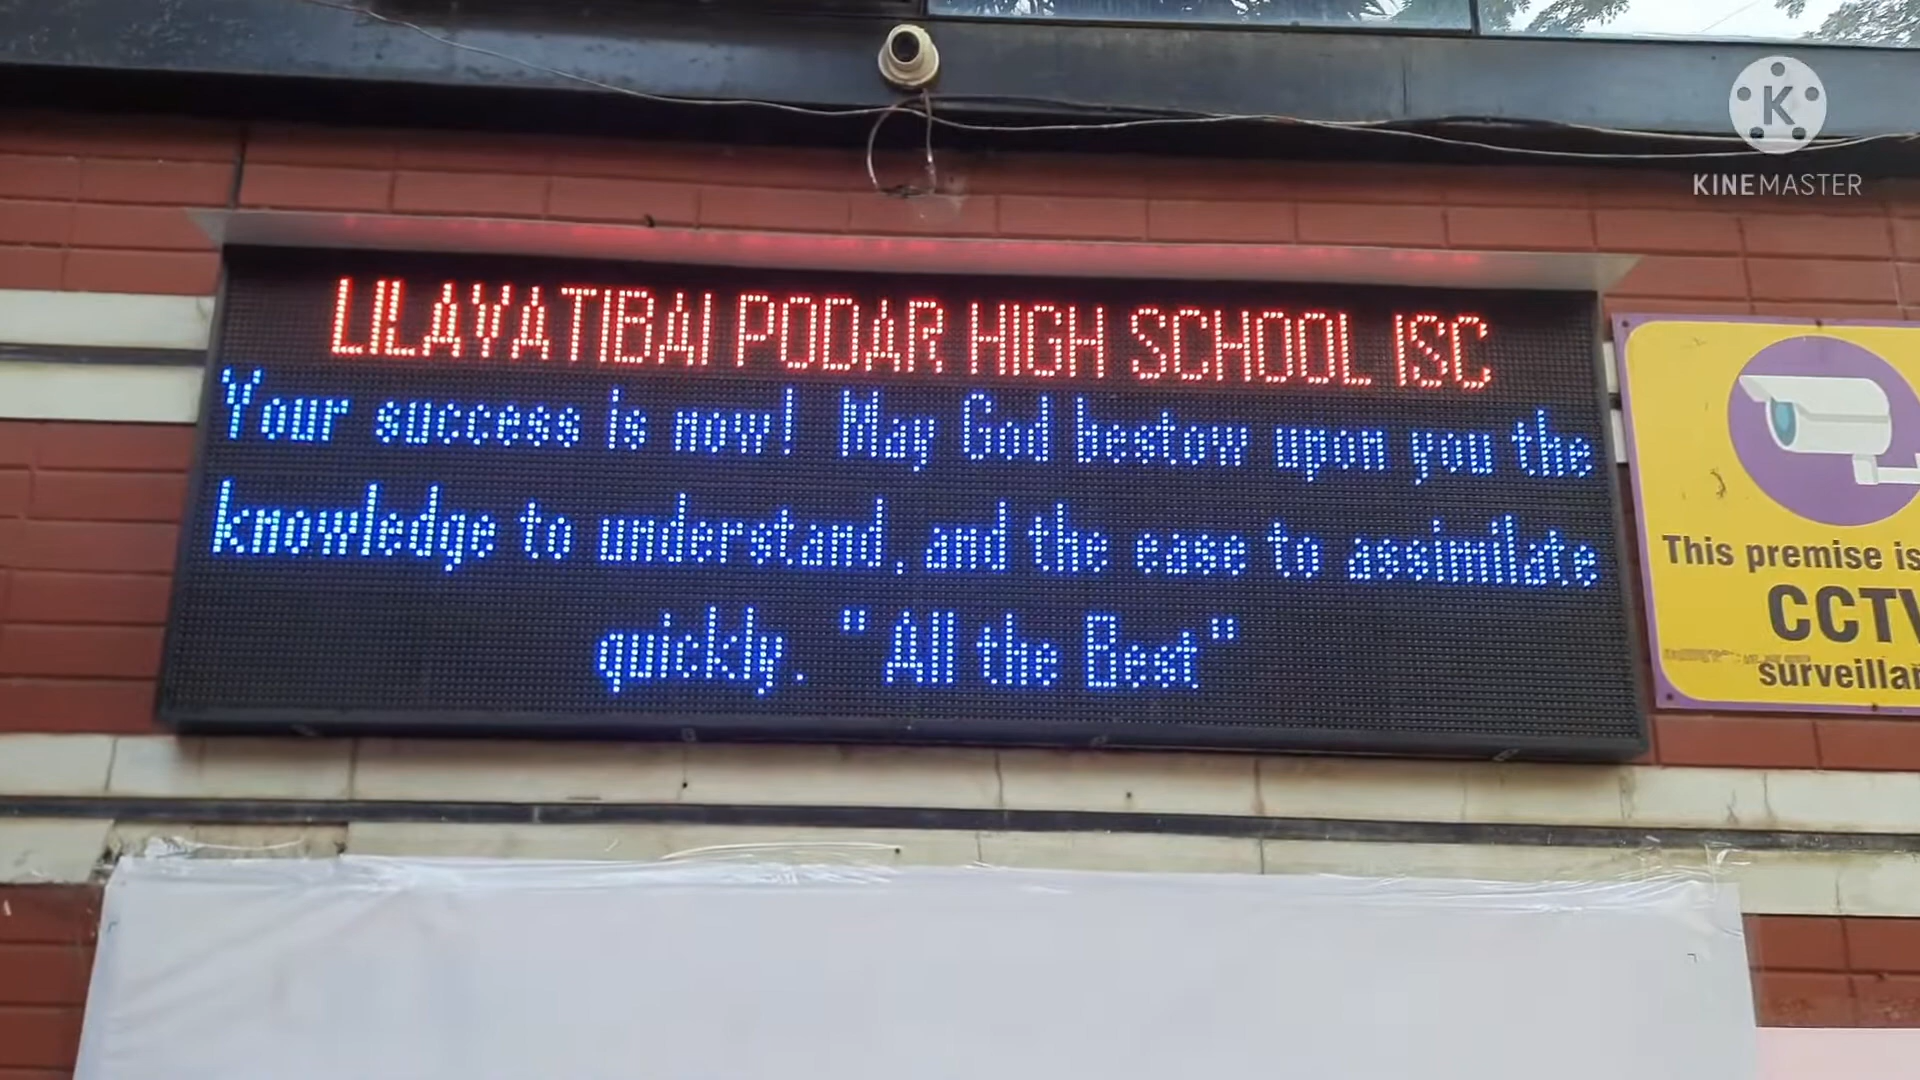 KINEMASTER
LILAVATIBAI PODAR HIGH SCHOOL ISC
Your success is now! May God bestow upon you the
knowledge to understand, and the ease to assimilate
quickly. "All the Best"
This premise is
CCTV
surveillan